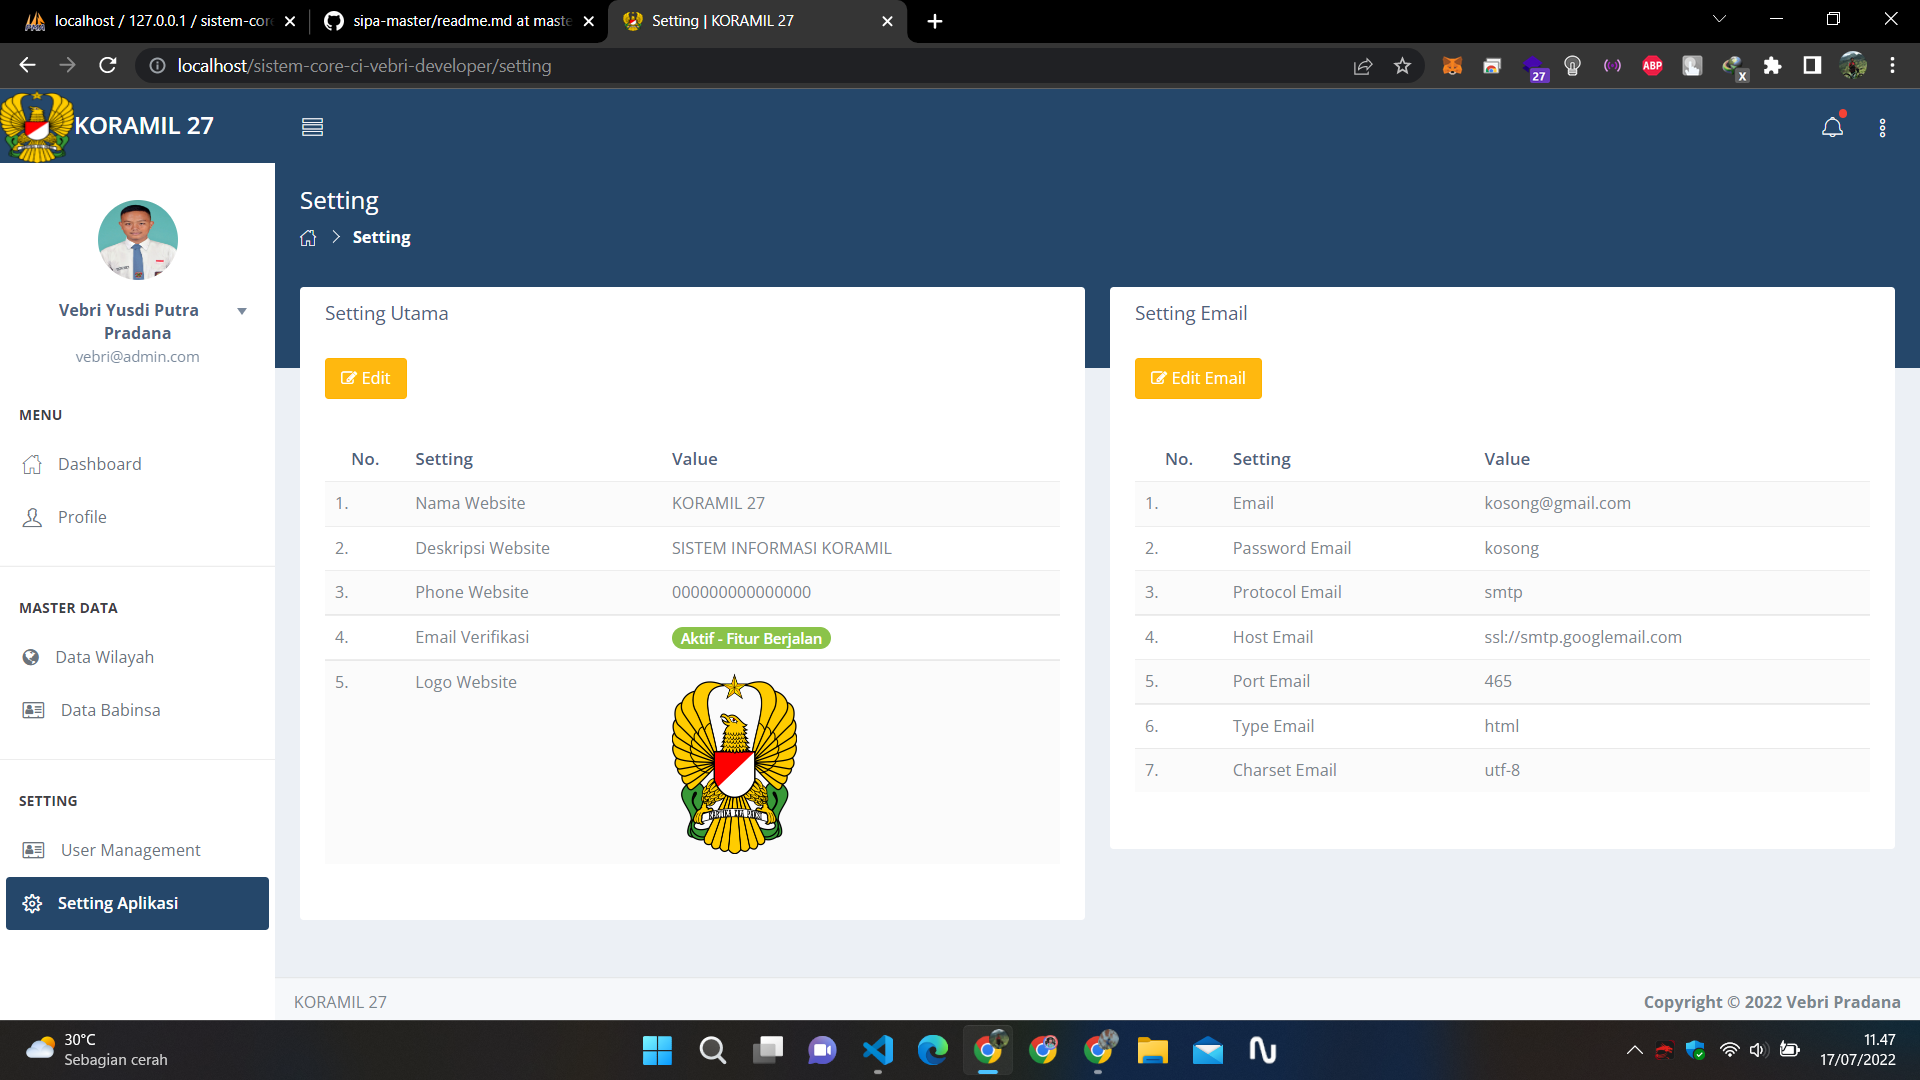 localhost / 127.0.0.1 / sistem-core
sipa-master/readme.md at maste
Setting | KORAMIL 27
localhost/sistem-core-ci-vebri-developer/setting
27
ABP
X
KORAMIL 27
Setting
Setting
Vebri Yusdi Putra
Pradana
vebri@admin.com
MENU
Dashboard
Profile
MASTER DATA
Data Wilayah
Data Babinsa
SETTING
User Management
Setting Aplikasi
Setting Utama
Edit
No. Setting Value
1. Nama Website KORAMIL 27
2. Deskripsi Website SISTEM INFORMASI KORAMIL
3. Phone Website 000000000000000
4. Email Verifikasi Aktif - Fitur Berjalan
5. Logo Website
KARTIKA EKA PAKSI
Setting Email
Edit Email
No. Setting Value
1. Email kosong@gmail.com
2. Password Email kosong
3. Protocol Email smtp
4. Host Email ssl://smtp.googlemail.com
5. Port Email 465
6. Type Email html
7. Charset Email utf-8
KORAMIL 27
Copyright © 2022 Vebri Pradana
30°C
Sebagian cerah
11.47
17/07/2022